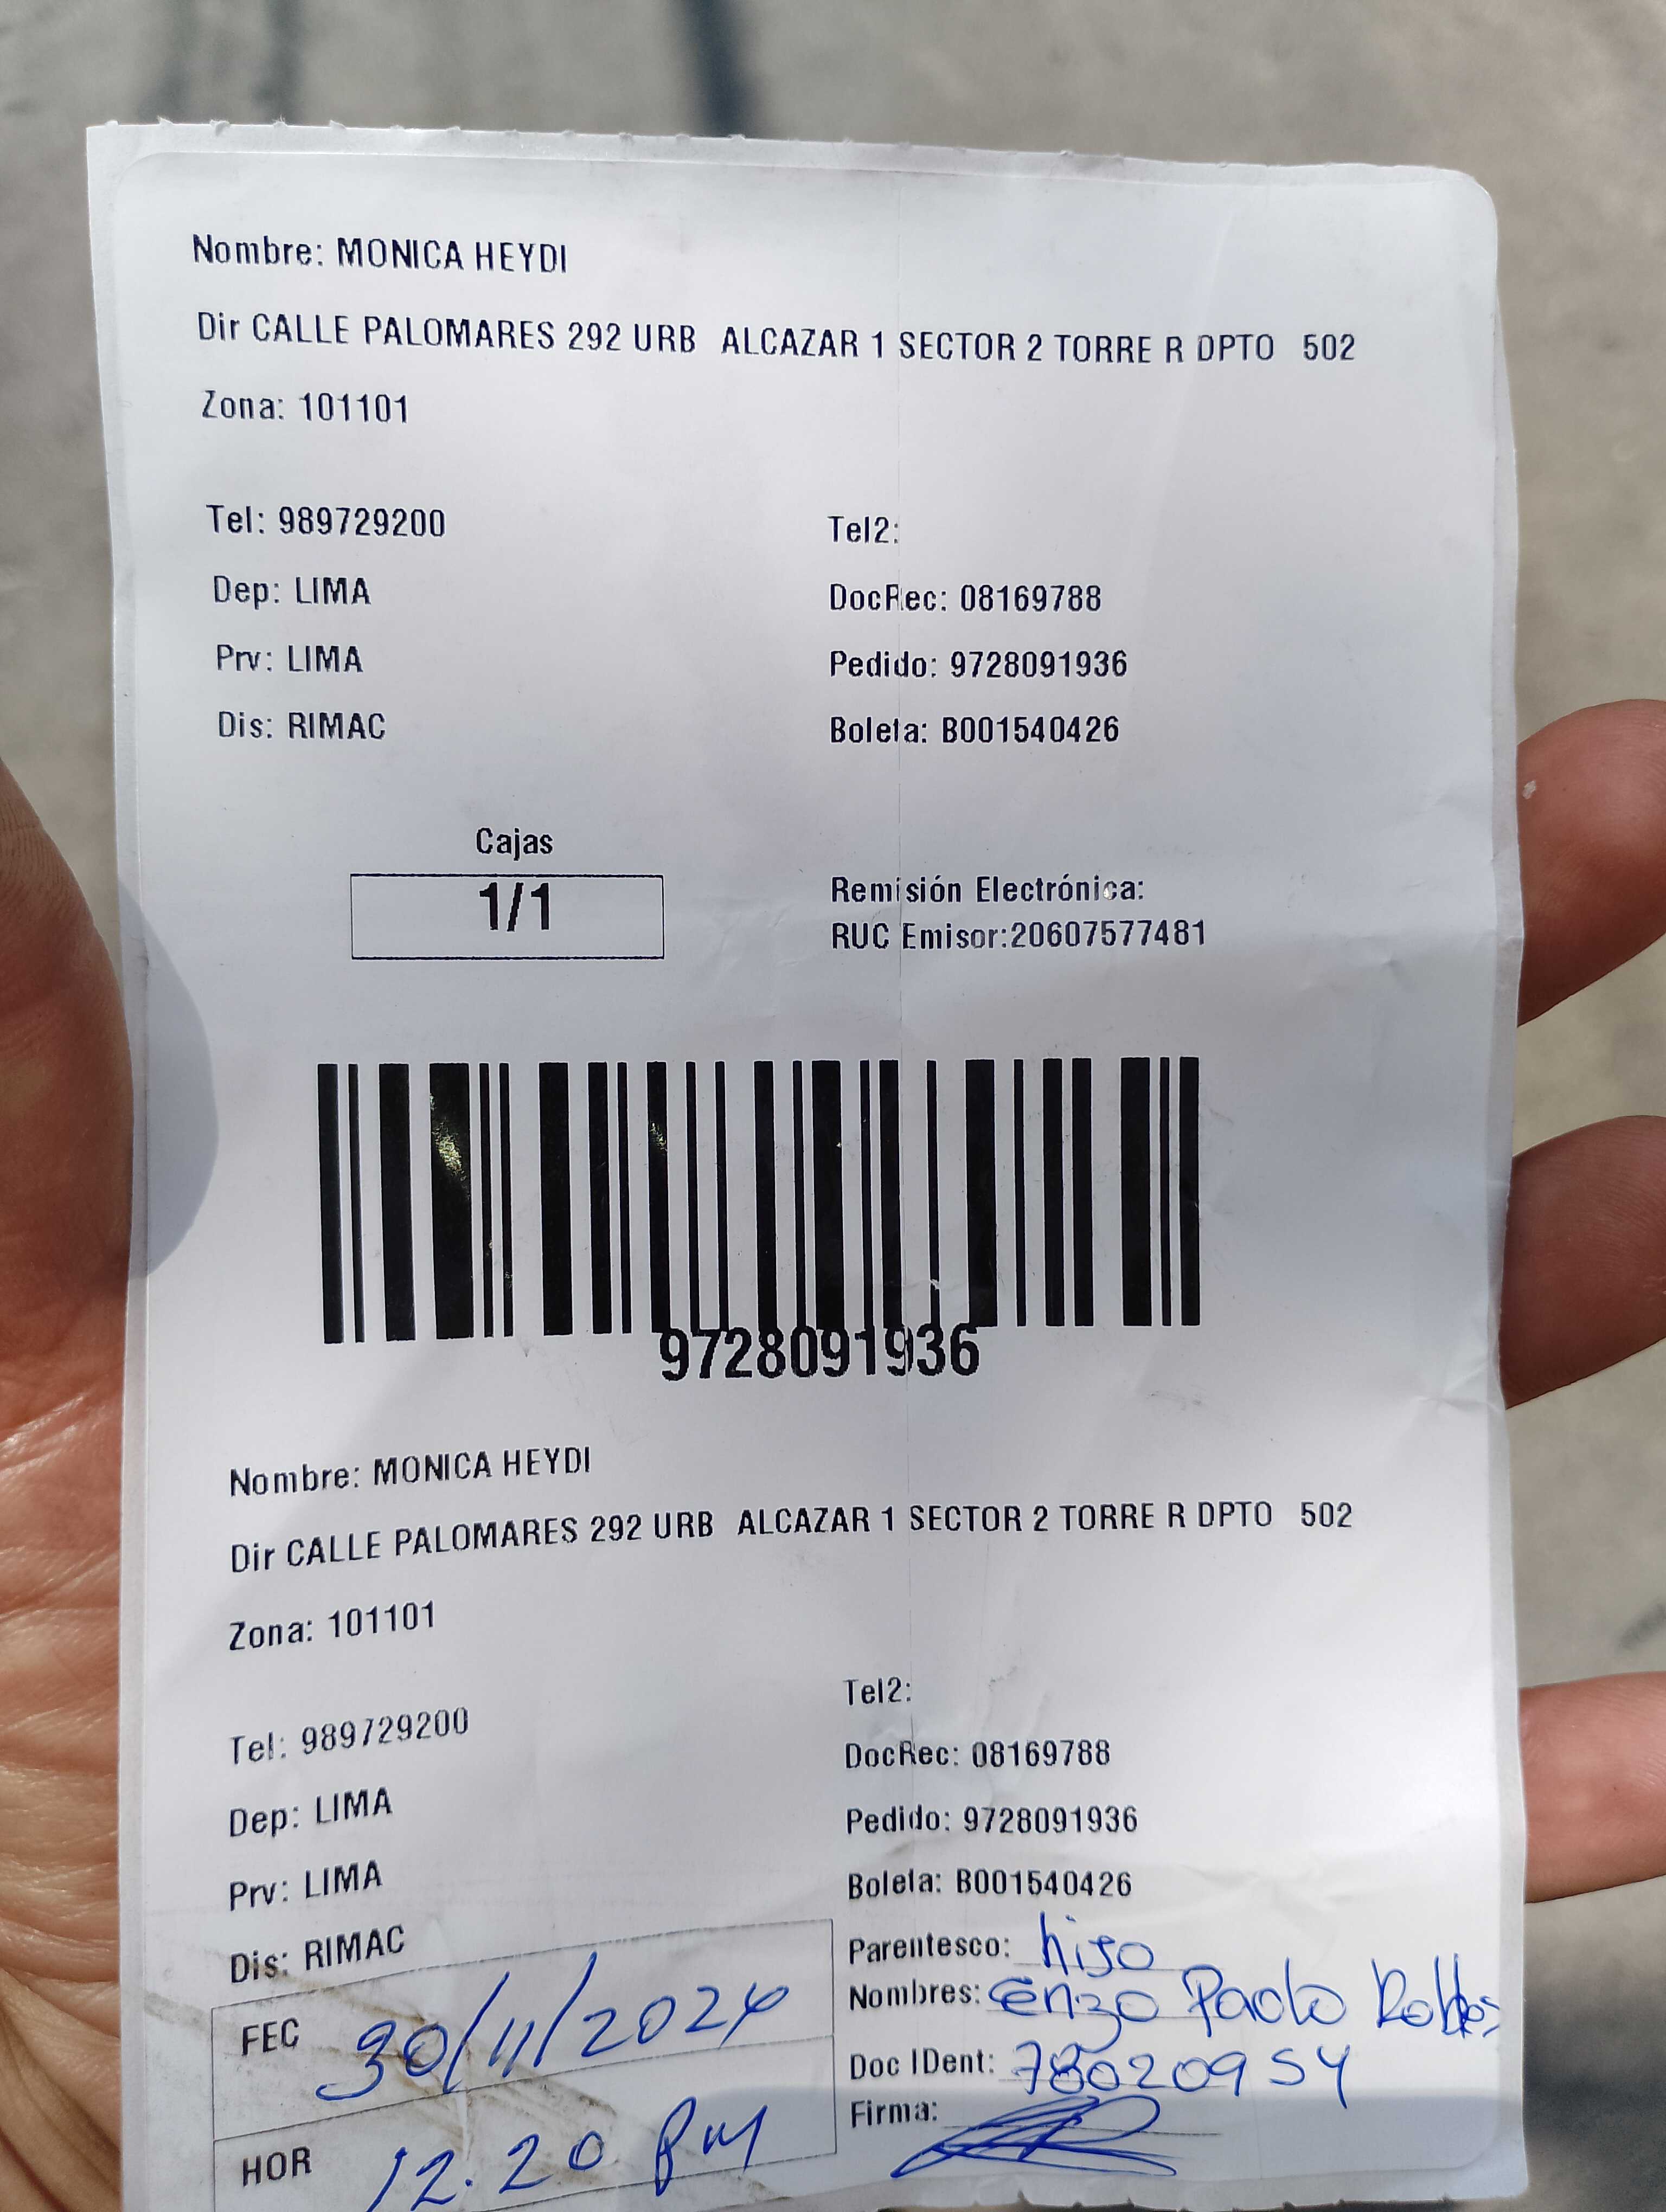 Nombre: MONICA HEYDI
Dir CALLE PALOMARES 292 URB ALCAZAR 1 SECTOR 2 TORRE R DPTO 502
Zona: 101101
Tel: 989729200 Tel2:
Dep: LIMA DocRec: 08169788
Prv: LIMA Pedido: 9728091936
Dis: RIMAC Boleta: B001540426
Cajas
1/1
Remisión Electrónica:
RUC Emisor:20607577481
9728091936
Nombre: MONICA HEYDI
Dir CALLE PALOMARES 292 URB ALCAZAR 1 SECTOR 2 TORRE R DPTO 502
Zona: 101101
Tel: 989729200 Tel2:
Dep: LIMA DocRec: 08169788
Prv: LIMA Pedido: 9728091936
Dis: RIMAC Boleta: B001540426
Parentesco: hijo
Nombres: Enzo Paolo
Doc IDent:
Firma:
FEC 30/11/2024
HOR 12.20 pm